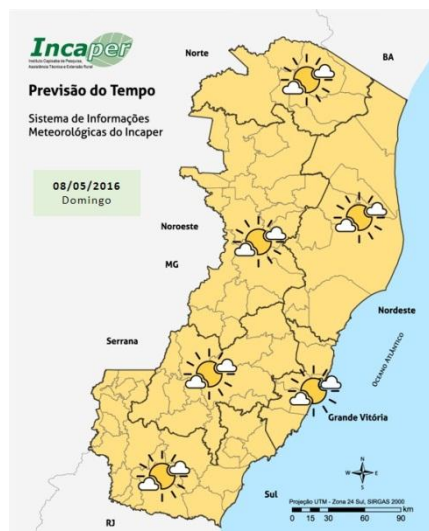 Incaper
Instituto Capixaba de Pesquisa,
Assistência Técnica e Extensão Rural
Previsão do Tempo
Sistema de Informações
Meteorológicas do Incaper
08/05/2016
Domingo
Norte
BA
Noroeste
MG
Nordeste
OCEANO ATLÂNTICO
Serrana
Grande Vitória
Sul
RJ
N
W
E
S
Projeção UTM - Zona 24 Sul, SIRGAS 2000
0 15 30 60 90
km